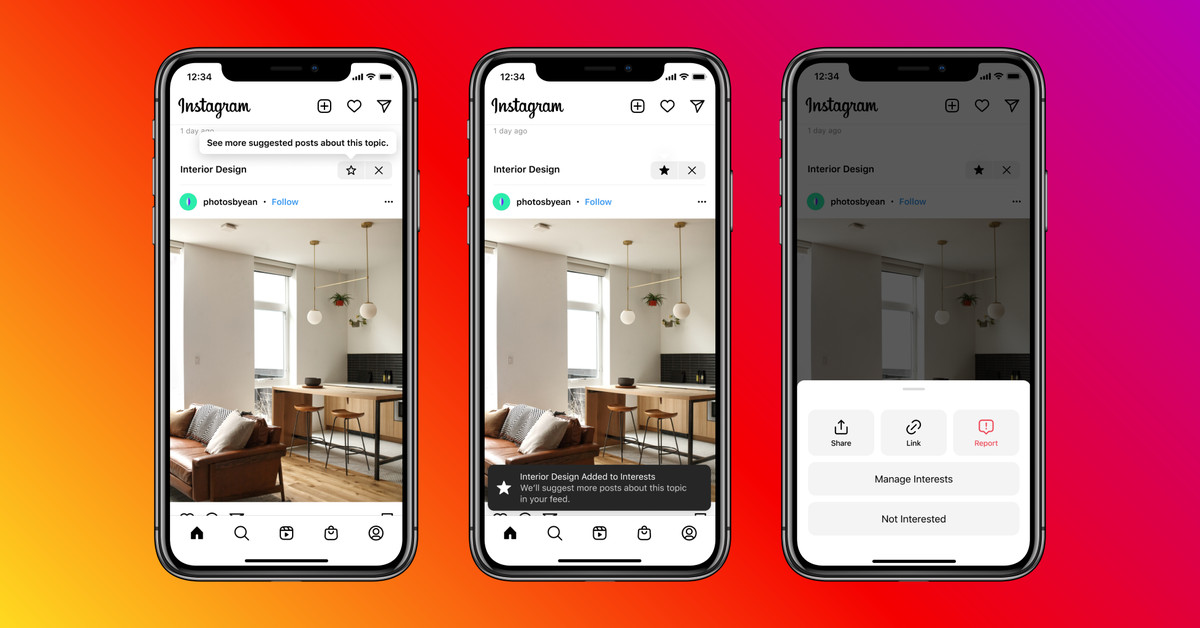 12:34
Instagram
1 day ago
See more suggested posts about this topic.
Interior Design
photosbyean • Follow
12:34
Instagram
1 day ago
Interior Design
photosbyean • Follow
Interior Design Added to Interests
We'll suggest more posts about this topic
in your feed.
12:34
Instagram
1 day ago
Interior Design
photosbyean • Follow
Share
Link
Report
Manage Interests
Not Interested